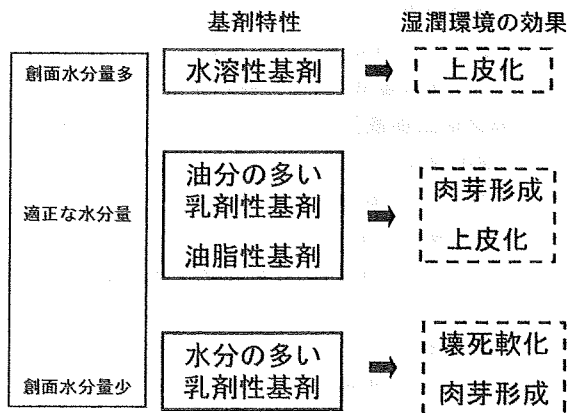 基剤特性
湿潤環境の効果
創面水分量多
水溶性基剤
上皮化
適正な水分量
油分の多い
乳剤性基剤
油脂性基剤
肉芽形成
上皮化
創面水分量少
水分の多い
乳剤性基剤
壊死軟化
肉芽形成